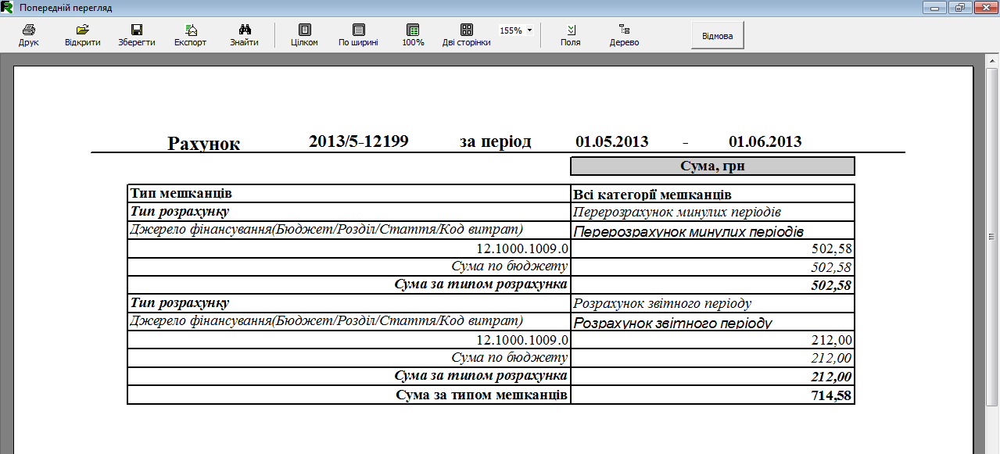 Попередній перегляд
Друк Відкрити Зберегти Експорт Знайти Цілком По ширині 100% Дві сторінки 155% Поля Дерево Відмова
Рахунок 2013/5-12199 за період 01.05.2013 - 01.06.2013
Сума, грн
Тип мешканців Всі категорії мешканців
Тип розрахунку Перерозрахунок минулих періодів
Джерело фінансування(Бюджет/Розділ/Стаття/Код витрат) Перерозрахунок минулих періодів
12.1000.1009.0 502,58
Сума по бюджету 502,58
Сума за типом розрахунка 502,58
Тип розрахунку Розрахунок звітного періоду
Джерело фінансування(Бюджет/Розділ/Стаття/Код витрат) Розрахунок звітного періоду
12.1000.1009.0 212,00
Сума по бюджету 212,00
Сума за типом розрахунка 212,00
Сума за типом мешканців 714,58